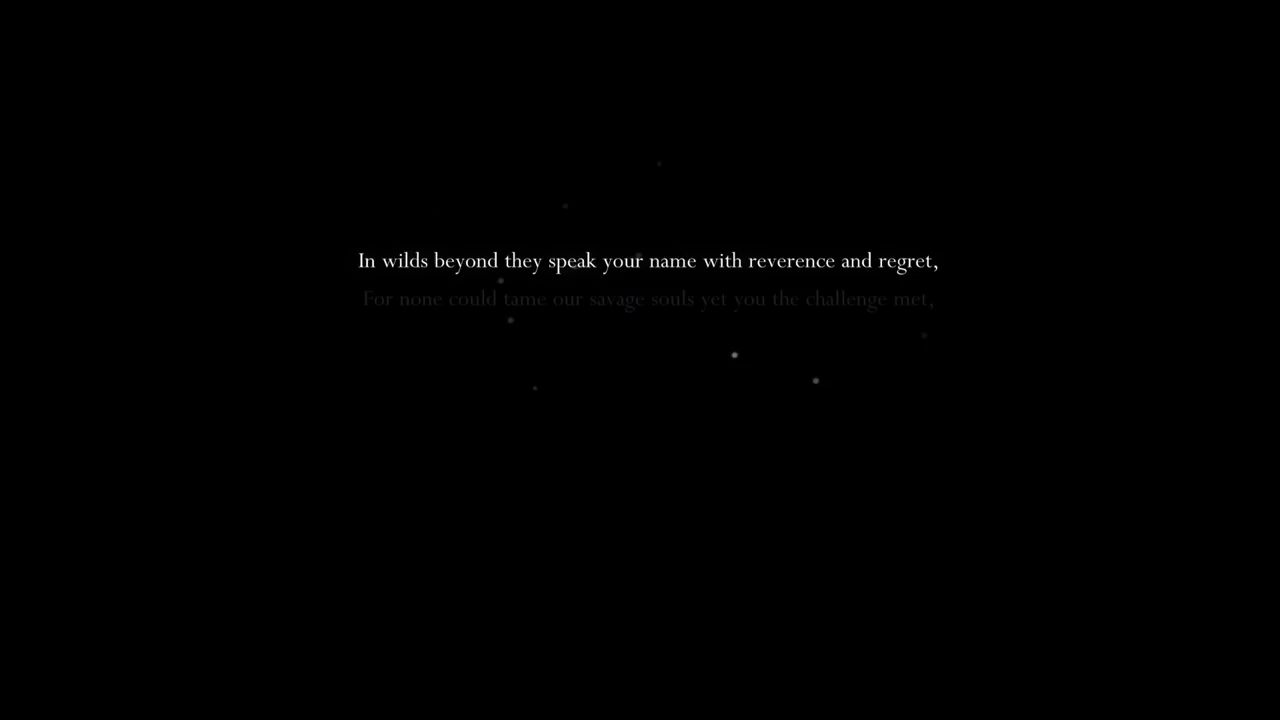 In wilds beyond they speak your name with reverence and regret,
For none could tame our savage souls yet you the challenge met,